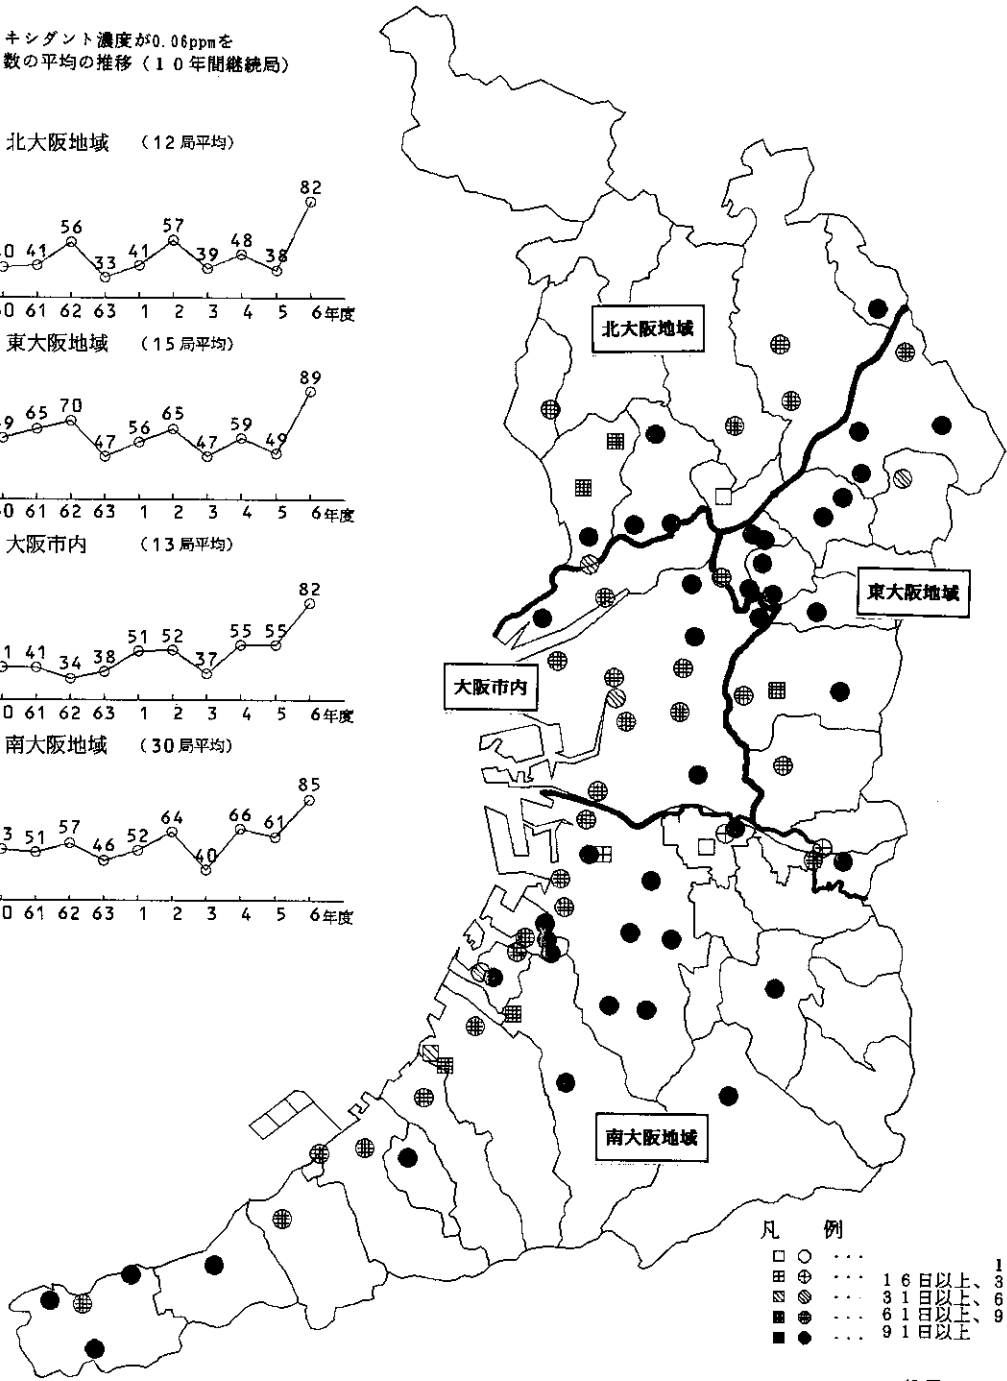 キシダント濃度が0.06ppmを
数の平均の推移（10年間継続局）
北大阪地域 （12局平均）
0 41 56 33 41 57 39 48 38 82
0 61 62 63 1 2 3 4 5 6年度
東大阪地域 （15局平均）
9 65 70 47 56 65 47 59 49 89
0 61 62 63 1 2 3 4 5 6年度
大阪市内 （13局平均）
1 41 34 38 51 52 37 55 55 82
0 61 62 63 1 2 3 4 5 6年度
南大阪地域 （30局平均）
3 51 57 46 52 64 40 66 61 85
0 61 62 63 1 2 3 4 5 6年度
北大阪地域
東大阪地域
大阪市内
南大阪地域
凡 例
・・・ 1
・・・ 16日以上、3
・・・ 31日以上、6
・・・ 61日以上、9
・・・ 91日以上